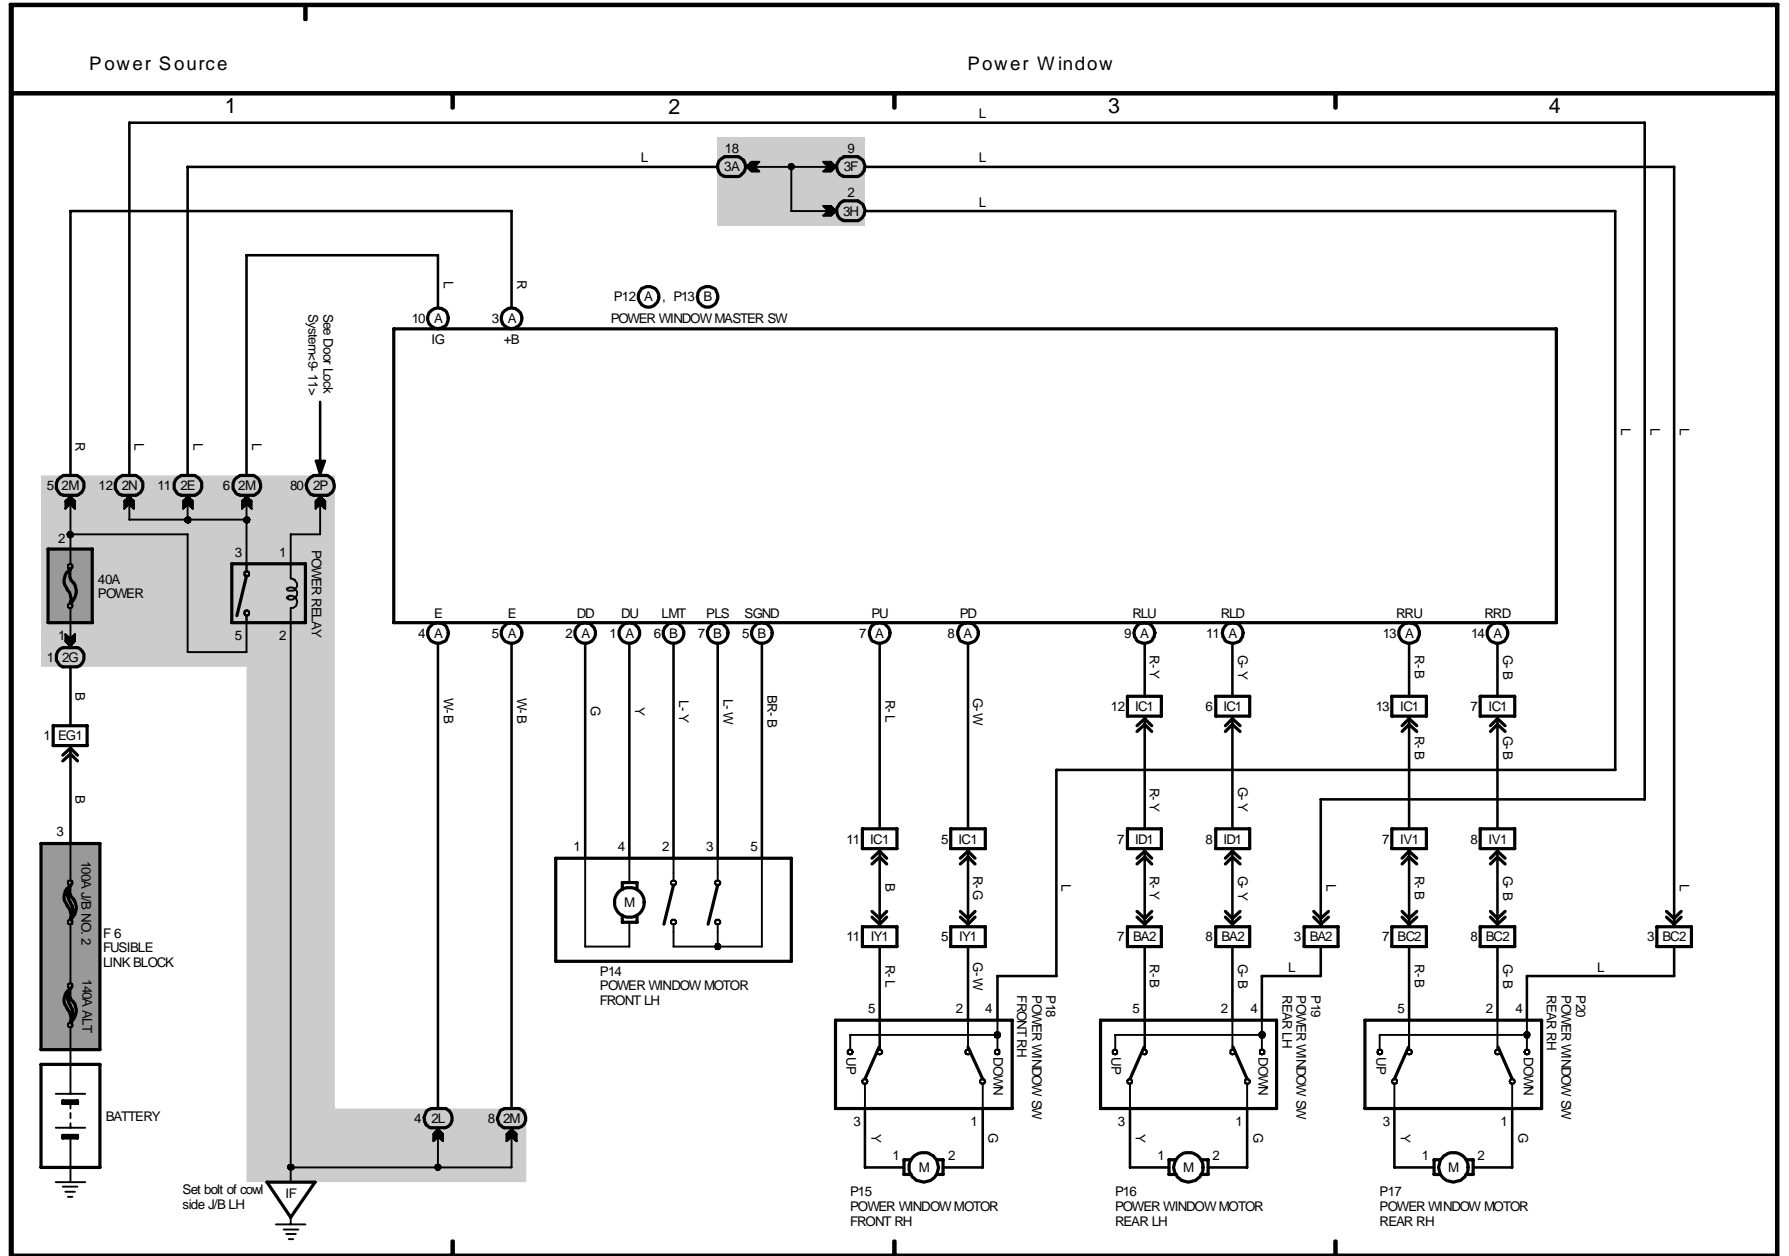 Power Source
Power Window
1
2
3
4
L
L
L
L
L
18
3A
9
3F
2
3H
L
R
P12 A , P13 B
POWER WINDOW MASTER SW
10 A
3 A
IG
+B
See Door Lock
System<9- 11>
R
L
L
L
L
L
L
5 2M
12 2N
11 2E
6 2M
80 2P
2
40A
POWER
1
1 2G
3
1
5
2
POWER RELAY
E
E
DD
DU
LMT
PLS
SGND
PU
PD
RLU
RLD
RRU
RRD
4 A
5 A
2 A
1 A
6 B
7 B
5 B
7 A
8 A
9 A
11 A
13 A
14 A
B
W-B
W-B
G
Y
L-Y
L-W
BR-B
R-L
G-W
R-Y
G-Y
R-B
G-B
12 IC1
6 IC1
13 IC1
7 IC1
1 EG1
B
R-Y
G-Y
R-B
G-B
3
1
4
2
3
5
11 IC1
5 IC1
7 ID1
8 ID1
7 IV1
8 IV1
100A J/B NO. 2
140A ALT
F 6
FUSIBLE
LINK BLOCK
M
B
R-G
L
R-Y
G-Y
L
R-B
G-B
L
11 IY1
5 IY1
7 BA2
8 BA2
3 BA2
7 BC2
8 BC2
3 BC2
P14
POWER WINDOW MOTOR
FRONT LH
R-L
G-W
R-B
G-B
L
R-B
G-B
L
5
2
4
P18
POWER WINDOW SW
FRONT RH
5
2
4
P19
POWER WINDOW SW
REAR LH
5
2
4
P20
POWER WINDOW SW
REAR RH
UP
DOWN
UP
DOWN
UP
DOWN
BATTERY
4 2L
8 2M
3
1
3
1
3
1
Y
G
Y
G
Y
G
1
M
2
1
M
2
1
M
2
Set bolt of cowl
side J/B LH
IF
P15
POWER WINDOW MOTOR
FRONT RH
P16
POWER WINDOW MOTOR
REAR LH
P17
POWER WINDOW MOTOR
REAR RH